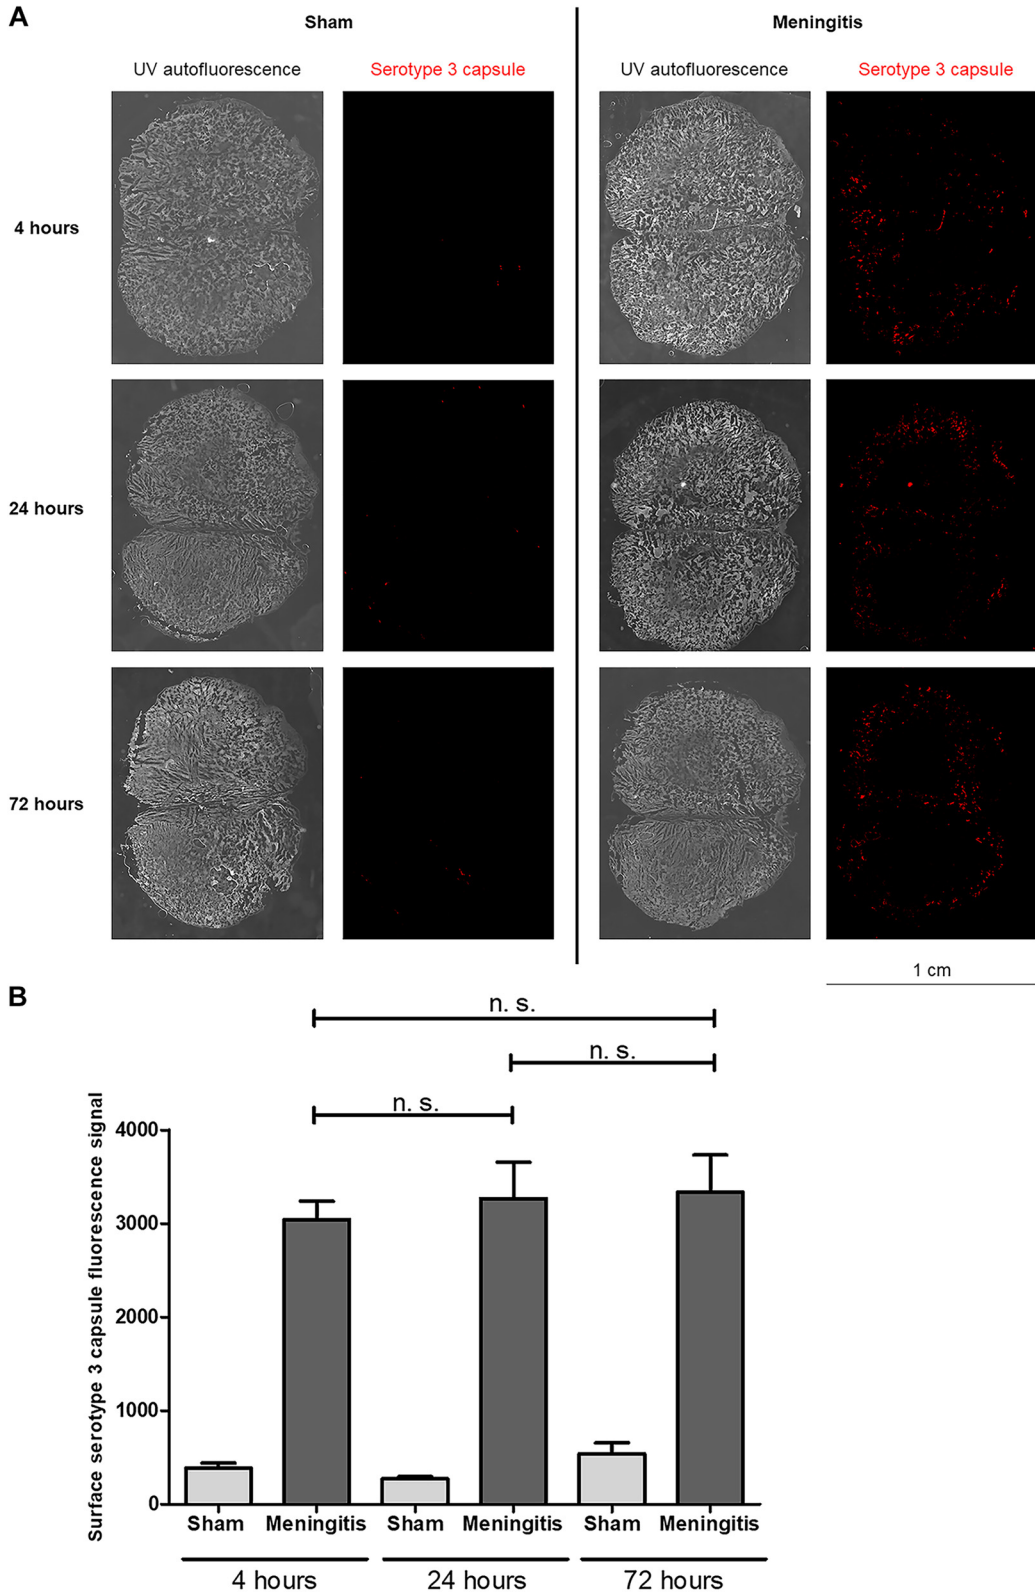 A
Sham
Meningitis
UV autofluorescence
Serotype 3 capsule
UV autofluorescence
Serotype 3 capsule
4 hours
24 hours
72 hours
1 cm
B
n. s.
n. s.
n. s.
Surface serotype 3 capsule fluorescence signal
4000
3000
2000
1000
0
Sham Meningitis Sham Meningitis Sham Meningitis
4 hours 24 hours 72 hours